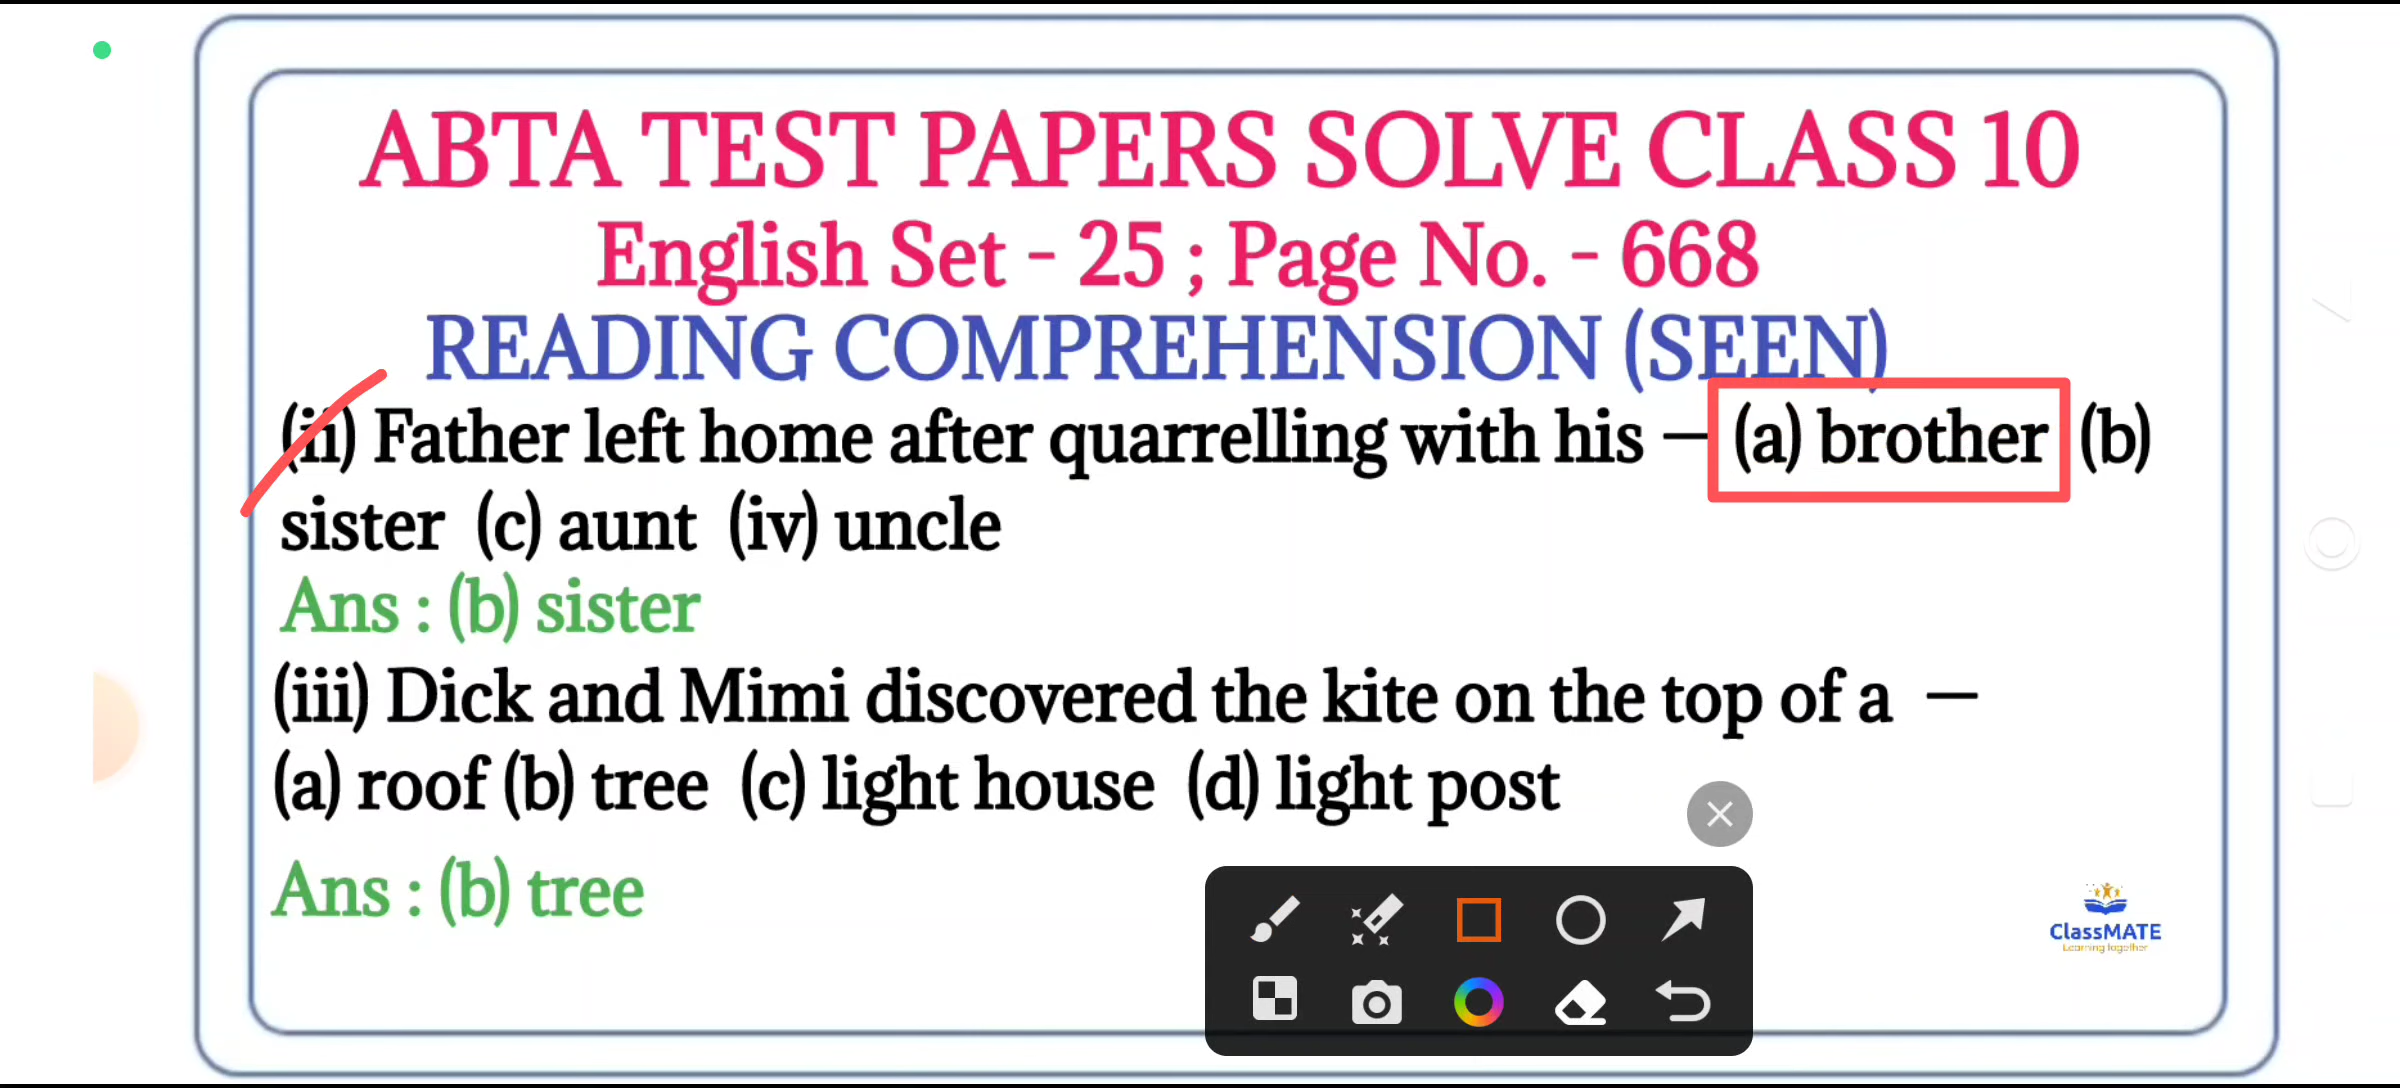 ABTA TEST PAPERS SOLVE CLASS 10
English Set - 25 ; Page No. - 668
READING COMPREHENSION (SEEN)
(ii) Father left home after quarrelling with his — (a) brother (b)
sister (c) aunt (iv) uncle
Ans : (b) sister
(iii) Dick and Mimi discovered the kite on the top of a —
(a) roof (b) tree (c) light house (d) light post
Ans : (b) tree
ClassMATE
Learning together